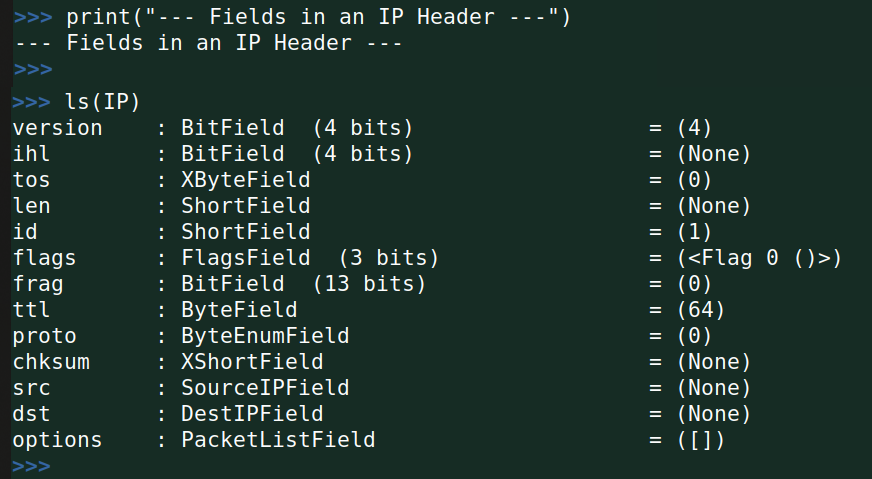 >>> print("--- Fields in an IP Header ---")
--- Fields in an IP Header ---
>>>
>>> ls(IP)
version    : BitField  (4 bits)                  = (4)
ihl        : BitField  (4 bits)                  = (None)
tos        : XByteField                          = (0)
len        : ShortField                          = (None)
id         : ShortField                          = (1)
flags      : FlagsField  (3 bits)                = (<Flag 0 ()>)
frag       : BitField  (13 bits)                 = (0)
ttl        : ByteField                           = (64)
proto      : ByteEnumField                       = (0)
chksum     : XShortField                         = (None)
src        : SourceIPField                       = (None)
dst        : DestIPField                         = (None)
options    : PacketListField                     = ([])
>>>